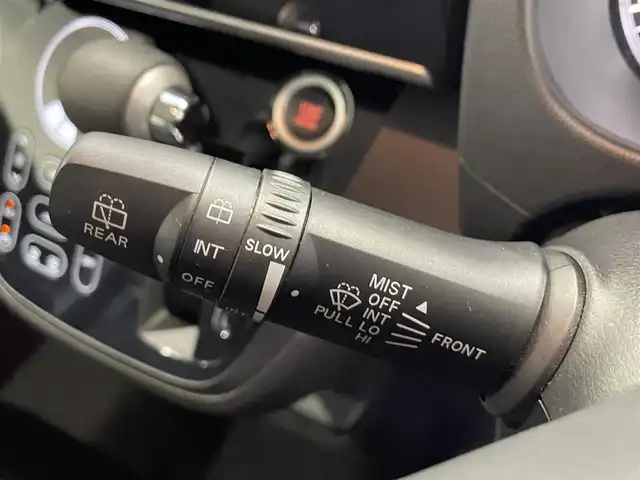 REAR
INT
OFF
SLOW
MIST
OFF
INT
PULL LO
HI
FRONT